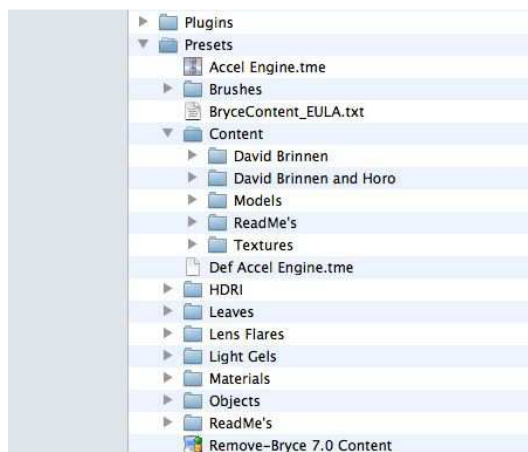 Plugins
Presets
Accel Engine.tme
Brushes
BryceContent_EULA.txt
Content
David Brinnen
David Brinnen and Horo
Models
ReadMe's
Textures
Def Accel Engine.tme
HDRI
Leaves
Lens Flares
Light Gels
Materials
Objects
ReadMe's
Remove-Bryce 7.0 Content